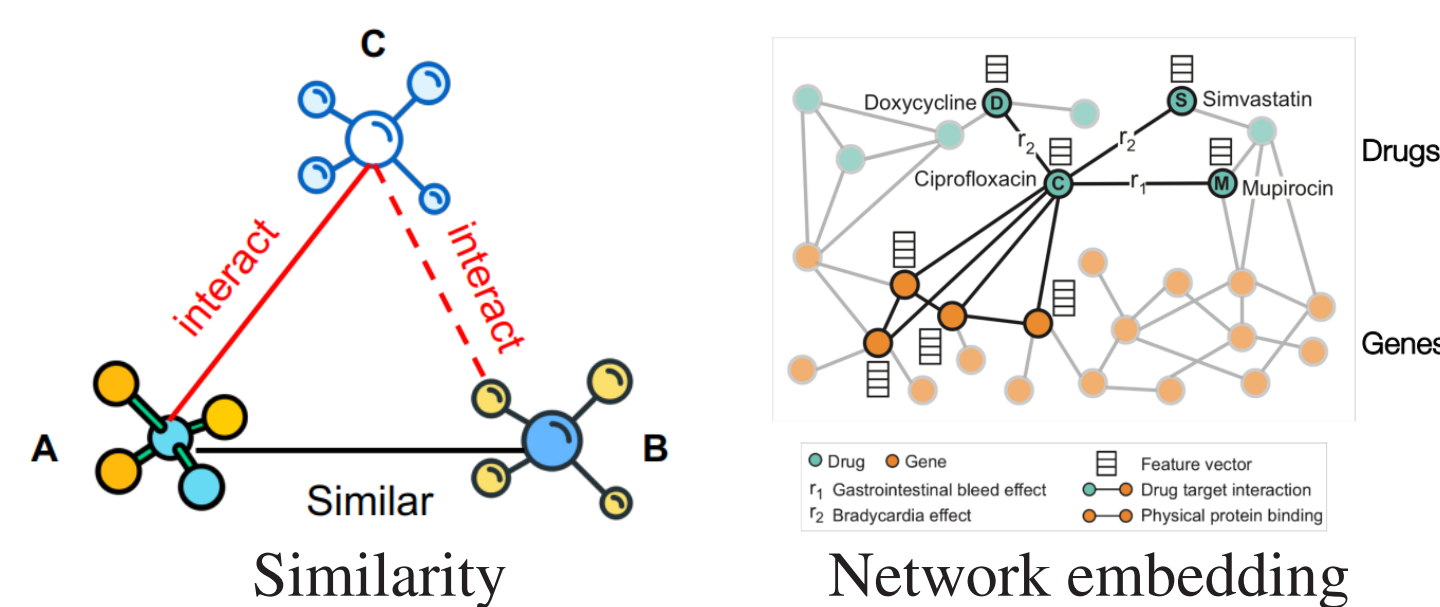 C
interact
interact
A
B
Similar
Similarity
Doxycycline D
S Simvastatin
r2
r2
Ciprofloxacin C
r1
M Mupirocin
Drugs
Genes
Drug Gene
r1 Gastrointestinal bleed effect
r2 Bradycardia effect
Feature vector
Drug target interaction
Physical protein binding
Network embedding